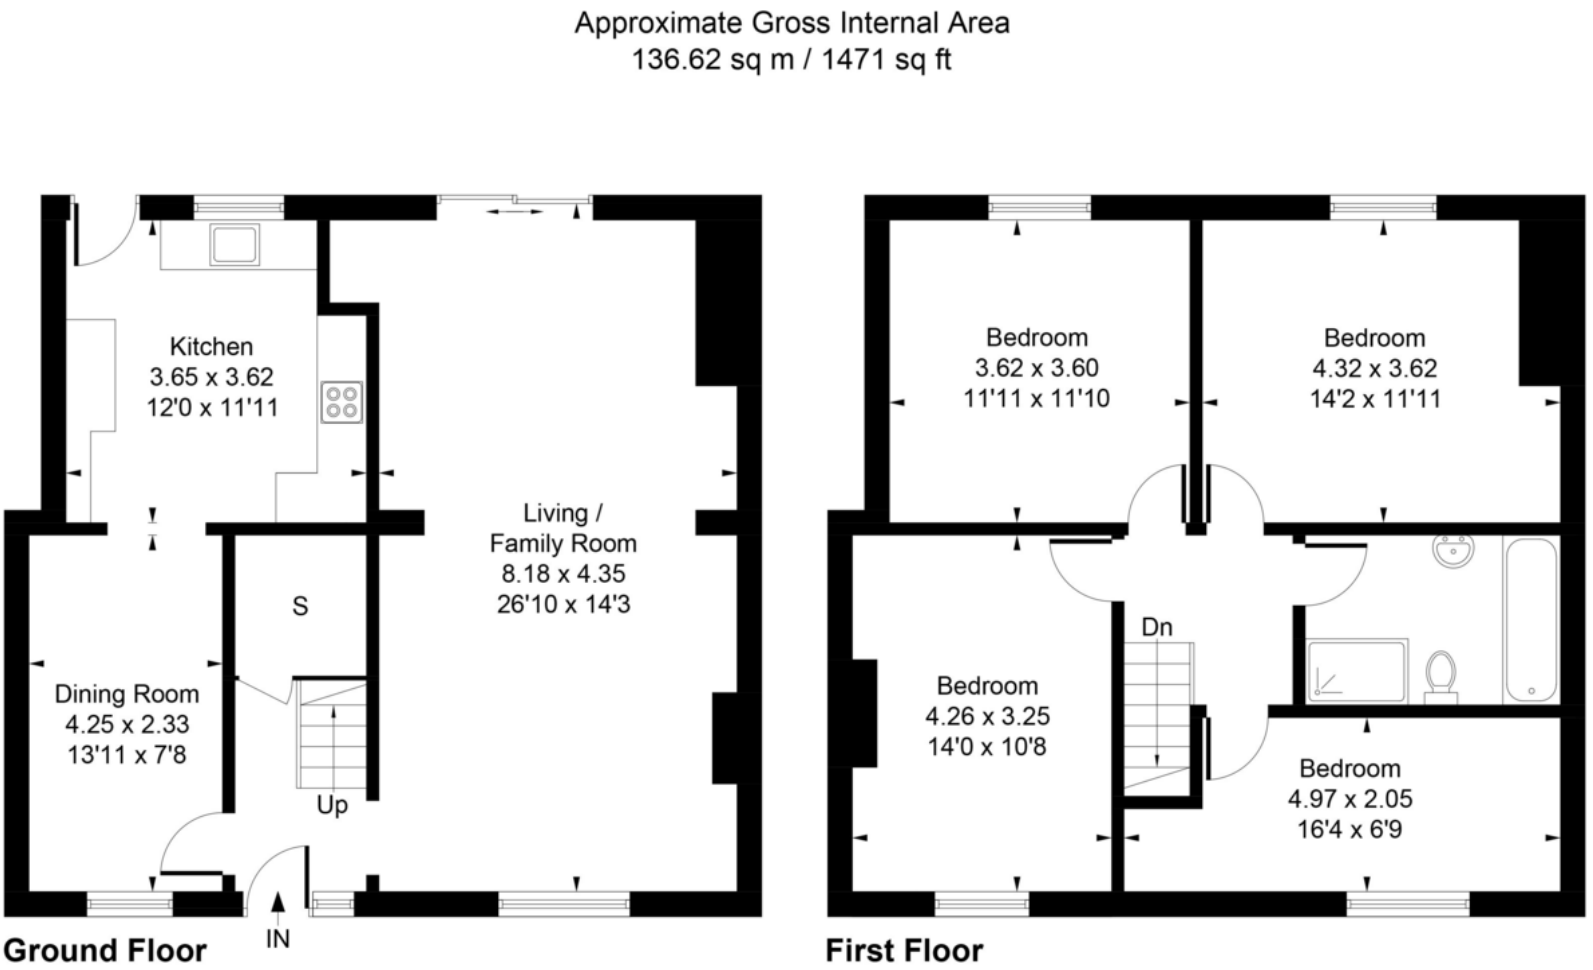 Approximate Gross Internal Area
136.62 sq m / 1471 sq ft
Kitchen
3.65 x 3.62
12'0 x 11'11
Living /
Family Room
8.18 x 4.35
26'10 x 14'3
S
Dining Room
4.25 x 2.33
13'11 x 7'8
Up
IN
Ground Floor
Bedroom
3.62 x 3.60
11'11 x 11'10
Bedroom
4.32 x 3.62
14'2 x 11'11
Dn
Bedroom
4.26 x 3.25
14'0 x 10'8
Bedroom
4.97 x 2.05
16'4 x 6'9
First Floor